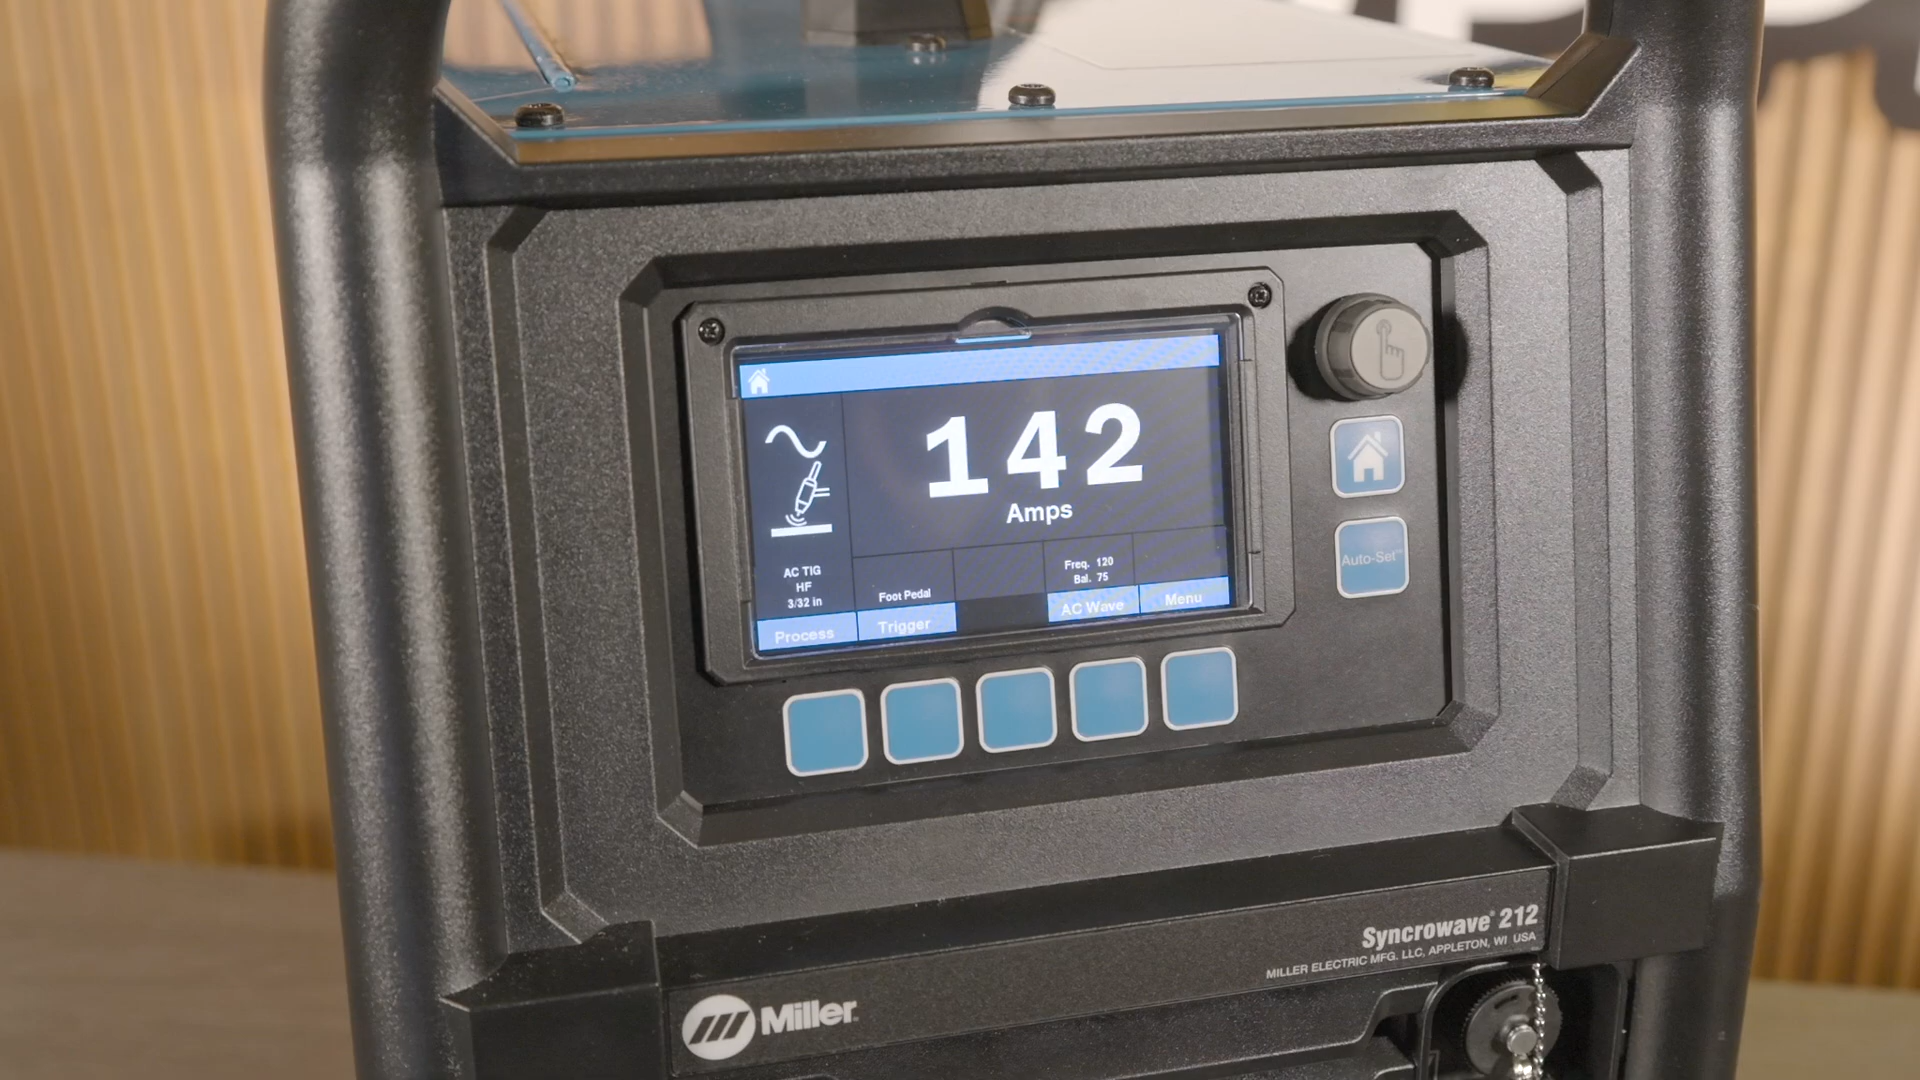 142
Amps
AC TIG
HF
3/32 in
Process
Foot Pedal
Trigger
Freq. 120
Bal. 75
AC Wave
Menu
Auto-Set™
Syncrowave® 212
MILLER ELECTRIC MFG. LLC, APPLETON, WI USA
Miller®